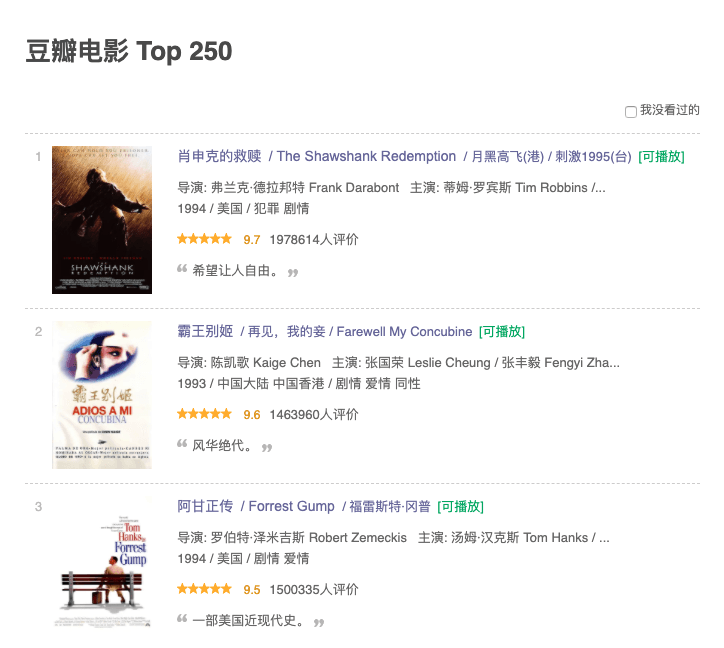 豆瓣电影 Top 250
我没看过的
1
肖申克的救赎 / The Shawshank Redemption / 月黑高飞(港) / 刺激1995(台) [可播放]
导演: 弗兰克·德拉邦特 Frank Darabont 主演: 蒂姆·罗宾斯 Tim Robbins /...
1994 / 美国 / 犯罪 剧情
9.7 1978614人评价
“ 希望让人自由。 ”
THE
SHAWSHANK
REDEMPTION
2
霸王别姬 / 再见，我的妾 / Farewell My Concubine [可播放]
导演: 陈凯歌 Kaige Chen 主演: 张国荣 Leslie Cheung / 张丰毅 Fengyi Zha...
1993 / 中国大陆 中国香港 / 剧情 爱情 同性
9.6 1463960人评价
“ 风华绝代。 ”
霸王别姬
ADIOS A MI
CONCUBINA
3
阿甘正传 / Forrest Gump / 福雷斯特·冈普 [可播放]
导演: 罗伯特·泽米吉斯 Robert Zemeckis 主演: 汤姆·汉克斯 Tom Hanks / ...
1994 / 美国 / 剧情 爱情
9.5 1500335人评价
“ 一部美国近现代史。 ”
Tom
Hanks is
Forrest
Gump